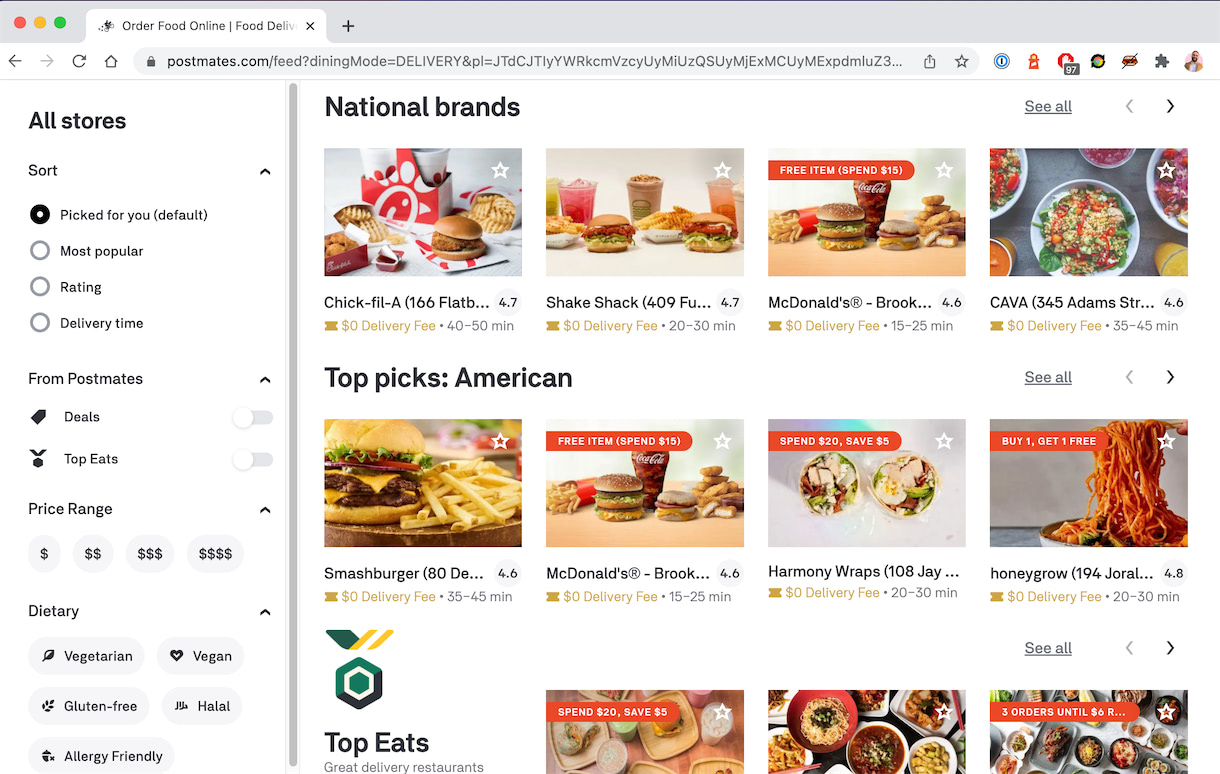 Order Food Online | Food Deliv
postmates.com/feed?diningMode=DELIVERY&pl=JTdCJTIyYWRkcmVzcyUyMiUzQSUyMjExMCUyMExpdmluZ3...
97
All stores
Sort
Picked for you (default)
Most popular
Rating
Delivery time
From Postmates
Deals
Top Eats
Price Range
$ $$ $$$ $$$$
Dietary
Vegetarian Vegan
Gluten-free Halal
Allergy Friendly
National brands See all
FREE ITEM (SPEND $15)
Coca-Cola
Chick-fil-A (166 Flatb... 4.7
$0 Delivery Fee • 40–50 min
Shake Shack (409 Fu... 4.7
$0 Delivery Fee • 20–30 min
McDonald's® - Brook... 4.6
$0 Delivery Fee • 15–25 min
CAVA (345 Adams Str... 4.6
$0 Delivery Fee • 35–45 min
Top picks: American See all
FREE ITEM (SPEND $15)
Coca-Cola
SPEND $20, SAVE $5
BUY 1, GET 1 FREE
Smashburger (80 De... 4.6
$0 Delivery Fee • 35–45 min
McDonald's® - Brook... 4.6
$0 Delivery Fee • 15–25 min
Harmony Wraps (108 Jay ...
$0 Delivery Fee • 20–30 min
honeygrow (194 Joral... 4.8
$0 Delivery Fee • 20–30 min
See all
Top Eats
Great delivery restaurants
SPEND $20, SAVE $5
3 ORDERS UNTIL $6 R...